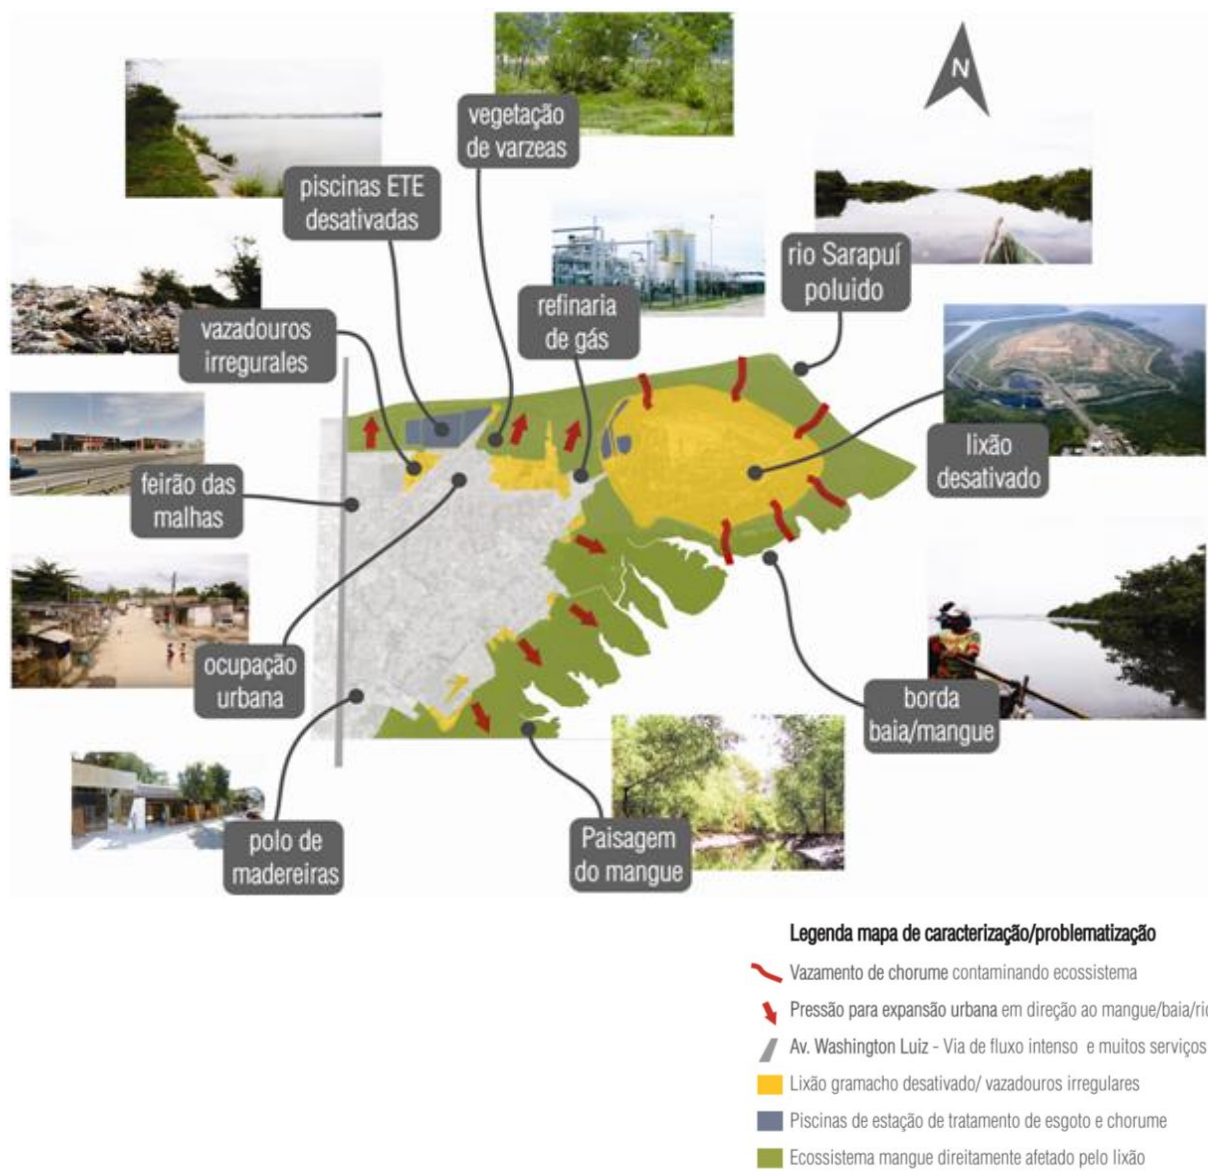 N
vegetação
de varzeas
piscinas ETE
desativadas
rio Sarapuí
poluido
refinaria
de gás
vazadouros
irregurales
lixão
desativado
feirão das
malhas
ocupação
urbana
borda
baia/mangue
polo de
madereiras
Paisagem
do mangue
Legenda mapa de caracterização/problematização
Vazamento de chorume contaminando ecossistema
Pressão para expansão urbana em direção ao mangue/baia/rio
Av. Washington Luiz - Via de fluxo intenso e muitos serviços
Lixão gramacho desativado/ vazadouros irregulares
Piscinas de estação de tratamento de esgoto e chorume
Ecossistema mangue direitamente afetado pelo lixão